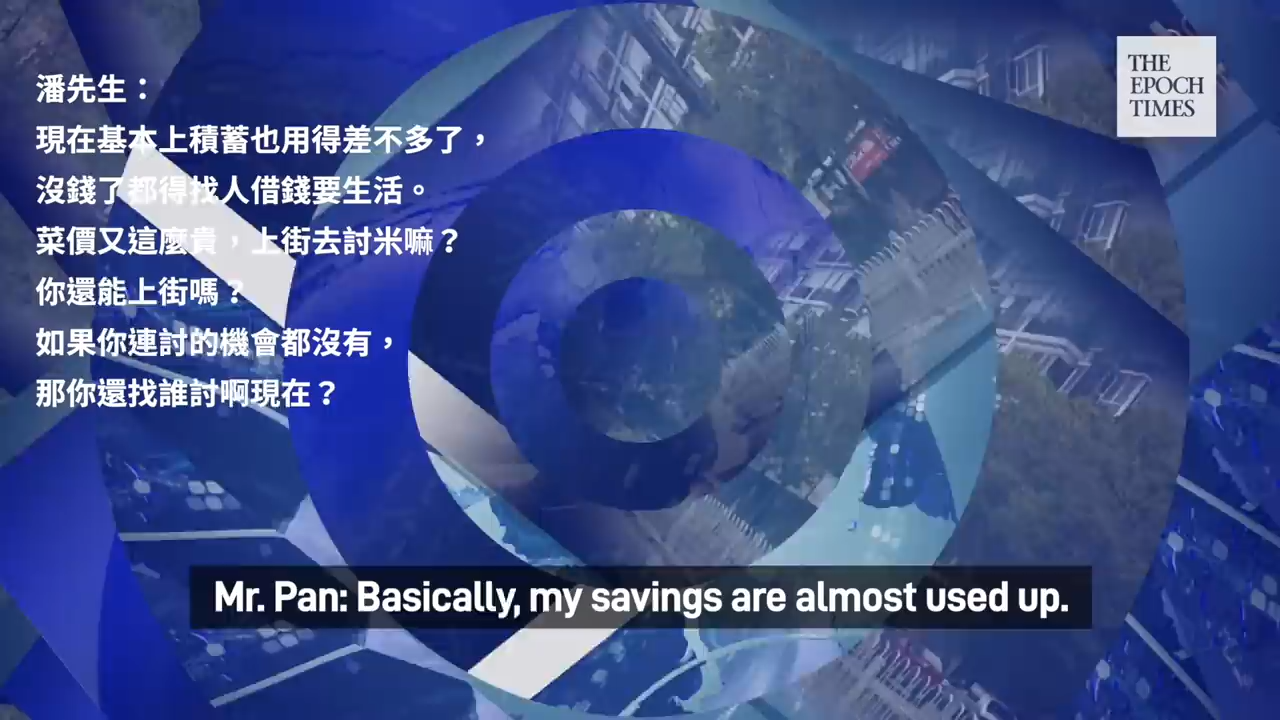 THE
EPOCH
TIMES
潘先生：
現在基本上積蓄也用得差不多了，
沒錢了都得找人借錢要生活。
菜價又這麼貴，上街去討米嘛？
你還能上街嗎？
如果你連討的機會都沒有，
那你還找誰討啊現在？
Mr. Pan: Basically, my savings are almost used up.